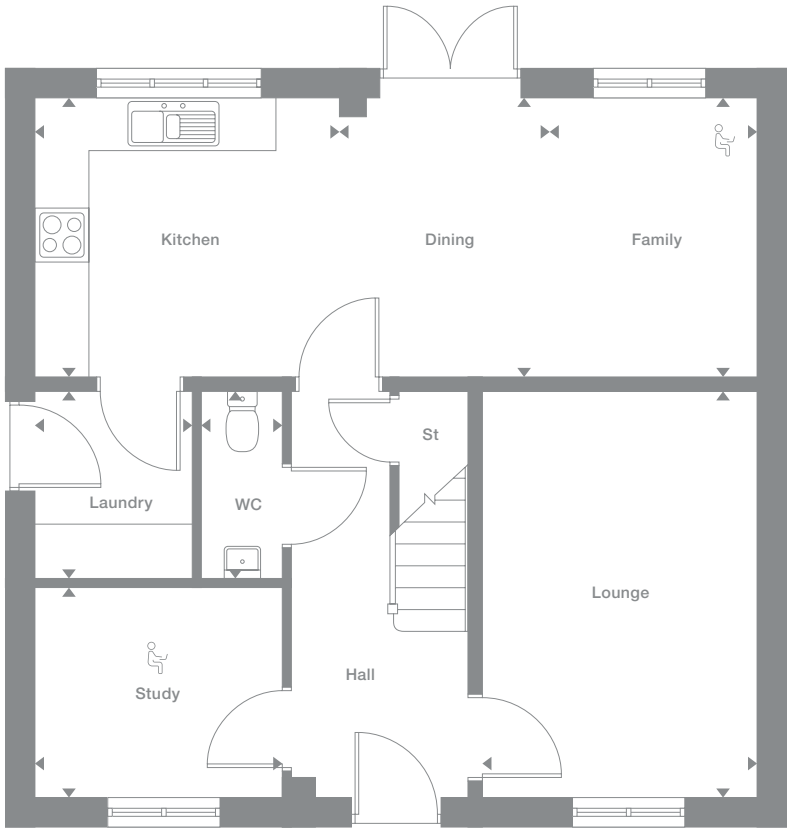 Kitchen
Dining
Family
St
Laundry
WC
Lounge
Hall
Study